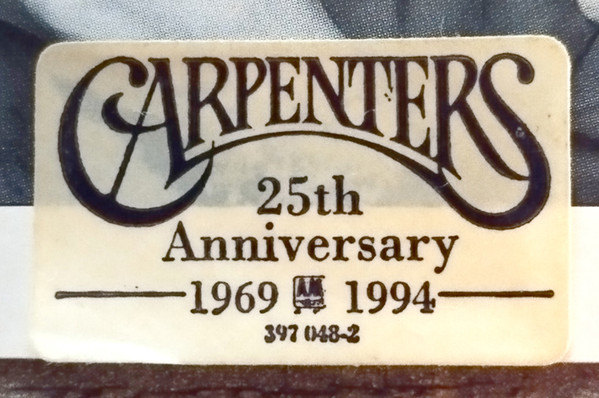 CARPENTERS
25th
Anniversary
1969 A&M 1994
397 048-2